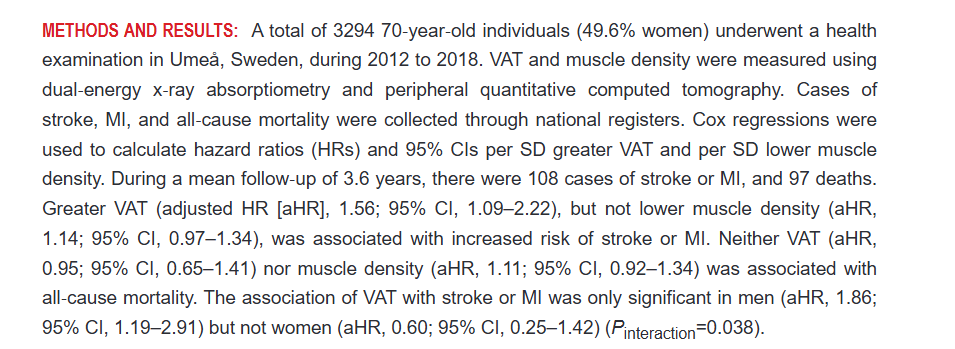 METHODS AND RESULTS: A total of 3294 70-year-old individuals (49.6% women) underwent a health
examination in Umeå, Sweden, during 2012 to 2018. VAT and muscle density were measured using
dual-energy x-ray absorptiometry and peripheral quantitative computed tomography. Cases of
stroke, MI, and all-cause mortality were collected through national registers. Cox regressions were
used to calculate hazard ratios (HRs) and 95% CIs per SD greater VAT and per SD lower muscle
density. During a mean follow-up of 3.6 years, there were 108 cases of stroke or MI, and 97 deaths.
Greater VAT (adjusted HR [aHR], 1.56; 95% CI, 1.09–2.22), but not lower muscle density (aHR,
1.14; 95% CI, 0.97–1.34), was associated with increased risk of stroke or MI. Neither VAT (aHR,
0.95; 95% CI, 0.65–1.41) nor muscle density (aHR, 1.11; 95% CI, 0.92–1.34) was associated with
all-cause mortality. The association of VAT with stroke or MI was only significant in men (aHR, 1.86;
95% CI, 1.19–2.91) but not women (aHR, 0.60; 95% CI, 0.25–1.42) (Pinteraction=0.038).